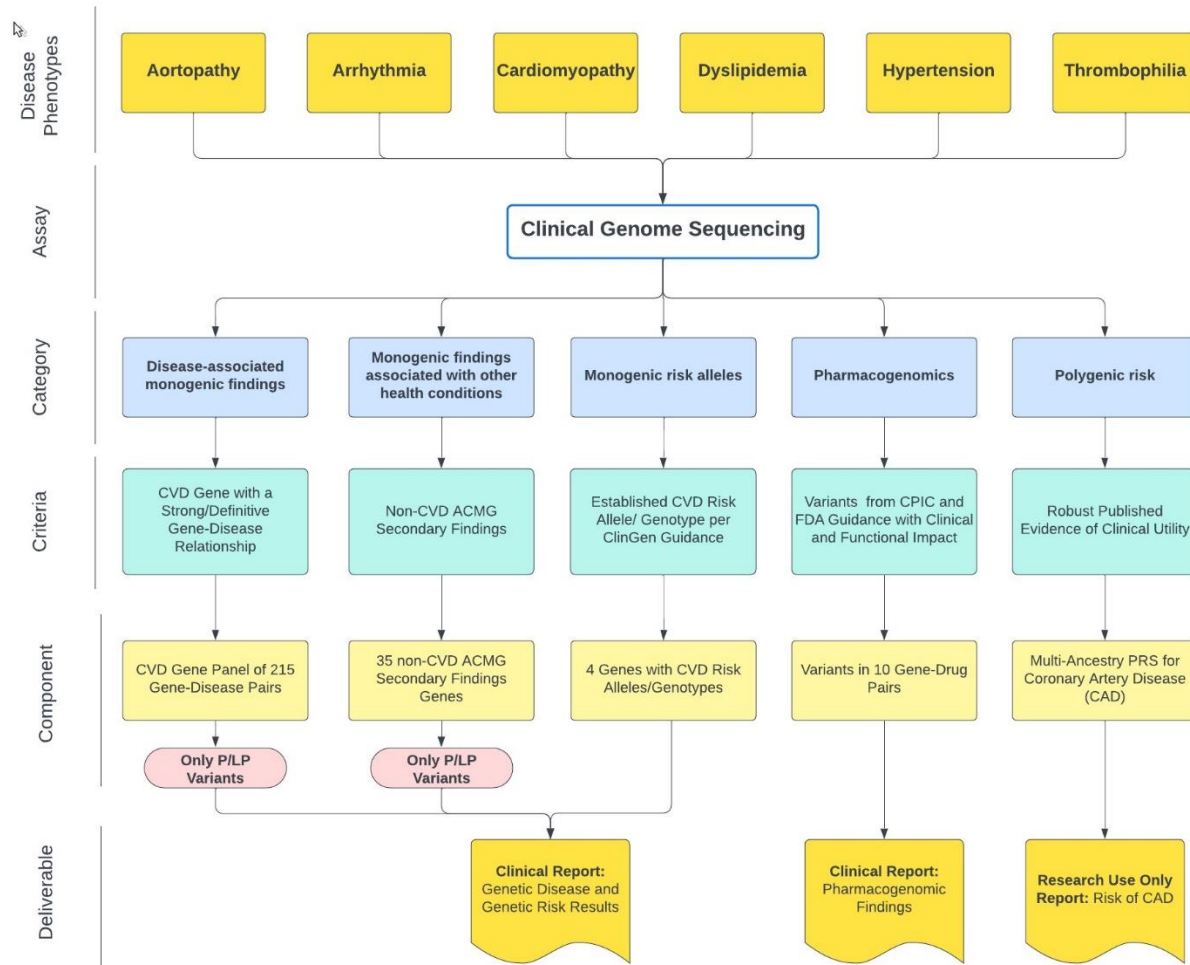 Disease
Phenotypes
Aortopathy
Arrhythmia
Cardiomyopathy
Dyslipidemia
Hypertension
Thrombophilia
Assay
Clinical Genome Sequencing
Category
Disease-associated
monogenic findings
Monogenic findings
associated with other
health conditions
Monogenic risk alleles
Pharmacogenomics
Polygenic risk
Criteria
CVD Gene with a
Strong/Definitive
Gene-Disease
Relationship
Non-CVD ACMG
Secondary Findings
Established CVD Risk
Allele/ Genotype per
ClinGen Guidance
Variants from CPIC and
FDA Guidance with Clinical
and Functional Impact
Robust Published
Evidence of Clinical Utility
Component
CVD Gene Panel of 215
Gene-Disease Pairs
35 non-CVD ACMG
Secondary Findings
Genes
4 Genes with CVD Risk
Alleles/Genotypes
Variants in 10 Gene-Drug
Pairs
Multi-Ancestry PRS for
Coronary Artery Disease
(CAD)
Only P/LP
Variants
Only P/LP
Variants
Deliverable
Clinical Report:
Genetic Disease and
Genetic Risk Results
Clinical Report:
Pharmacogenomic
Findings
Research Use Only
Report: Risk of CAD